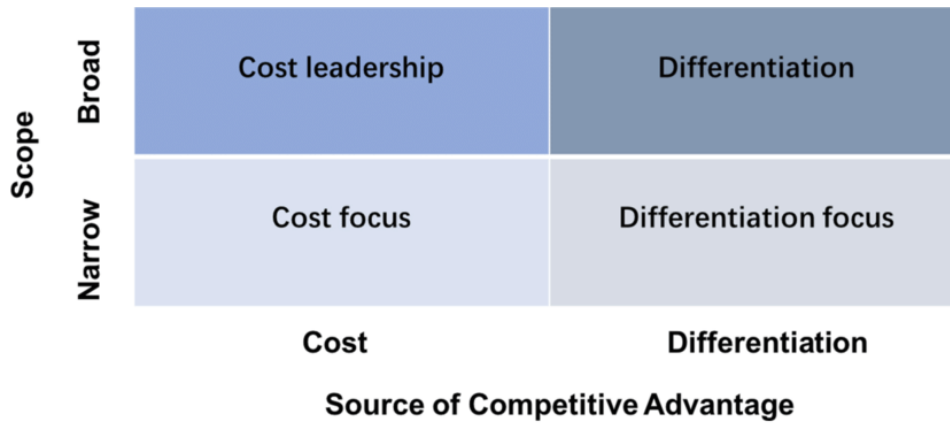 Scope
Broad
Cost leadership
Differentiation
Narrow
Cost focus
Differentiation focus
Cost
Differentiation
Source of Competitive Advantage